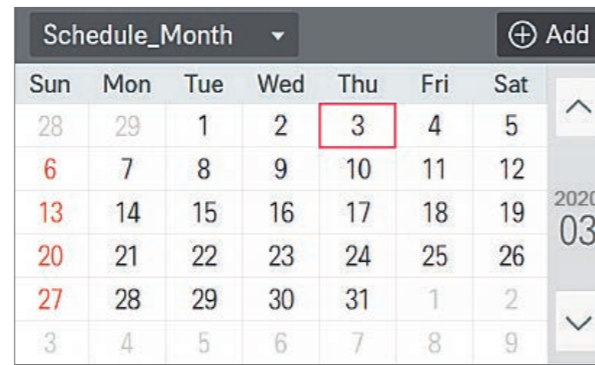 Schedule_Month Add
Sun Mon Tue Wed Thu Fri Sat
28 29 1 2 3 4 5
6 7 8 9 10 11 12
13 14 15 16 17 18 19
2020
03
20 21 22 23 24 25 26
27 28 29 30 31 1 2
3 4 5 6 7 8 9